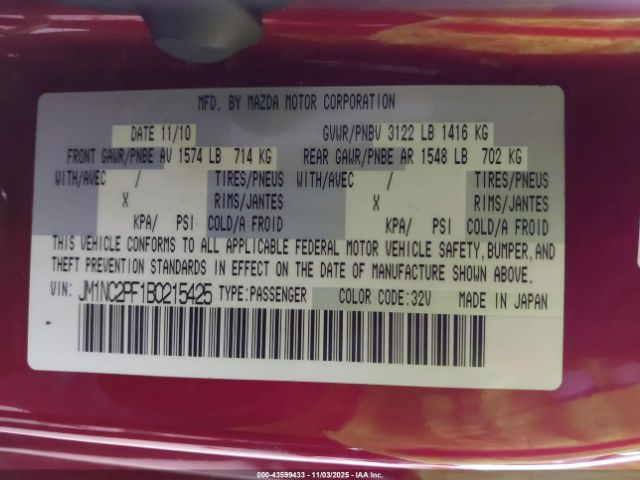 MFD. BY MAZDA MOTOR CORPORATION
DATE 11/10 GVWR/PNBV 3122 LB 1416 KG
FRONT GAWR/PNBE AV 1574 LB 714 KG REAR GAWR/PNBE AR 1548 LB 702 KG
WITH/AVEC / TIRES/PNEUS WITH/AVEC / TIRES/PNEUS
X RIMS/JANTES X RIMS/JANTES
KPA/ PSI COLD/A FROID KPA/ PSI COLD/A FROID
THIS VEHICLE CONFORMS TO ALL APPLICABLE FEDERAL MOTOR VEHICLE SAFETY, BUMPER, AND
THEFT PREVENTION STANDARDS IN EFFECT ON THE DATE OF MANUFACTURE SHOWN ABOVE.
VIN: JM1NC2PF1B0215425 TYPE:PASSENGER COLOR CODE:32V MADE IN JAPAN
000-43599433 - 11/03/2025 - IAA Inc.